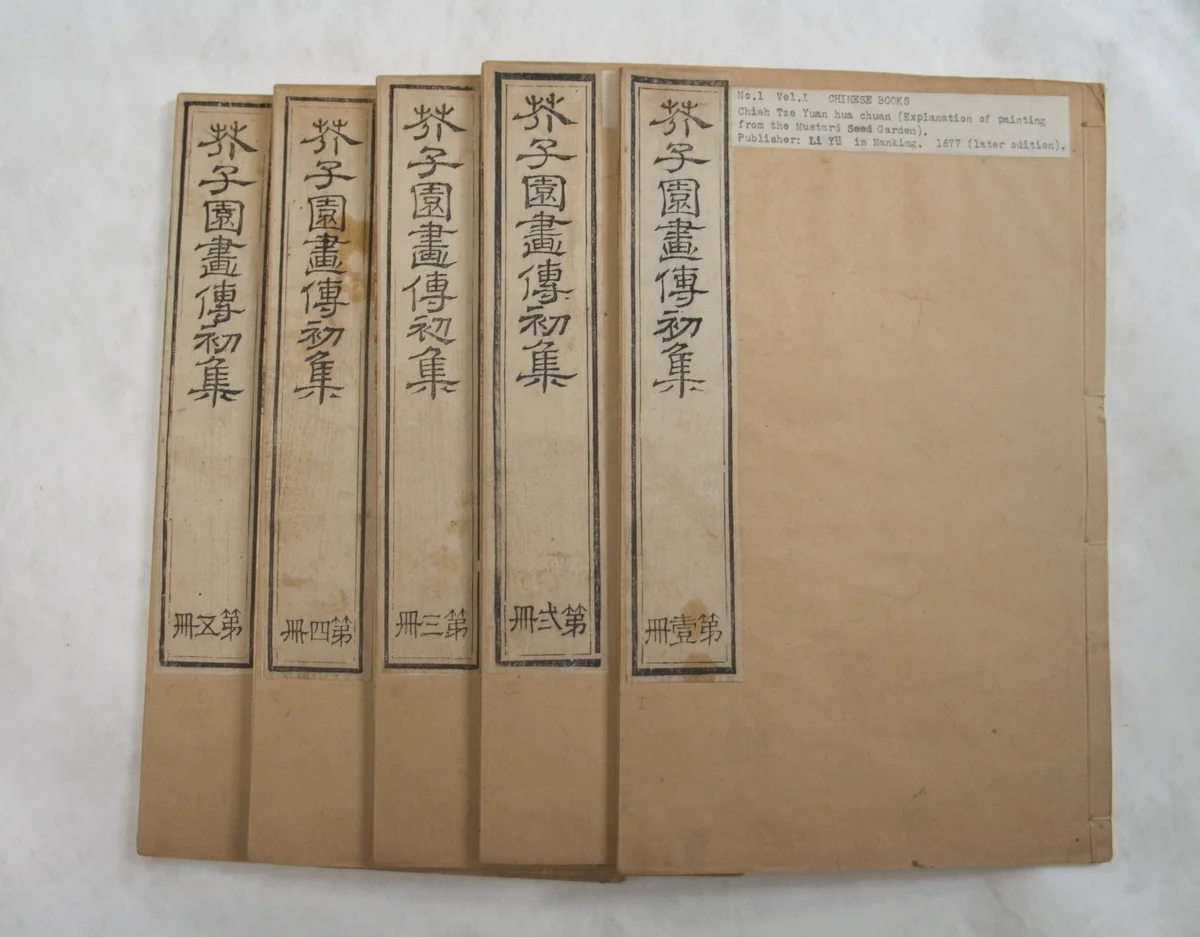 No.1 Vol.I CHINESE BOOKS
Chieh Tze Yuan hua chuan (Explanation of painting
from the Mustard Seed Garden).
Publisher: Li YÜ in Nanking. 1677 (later edition).
芥子園畫傳初集
第壹冊
I
芥子園畫傳初集
第弍冊
II
芥子園畫傳初集
第三冊
芥子園畫傳初集
第四冊
芥子園畫傳初集
第五冊